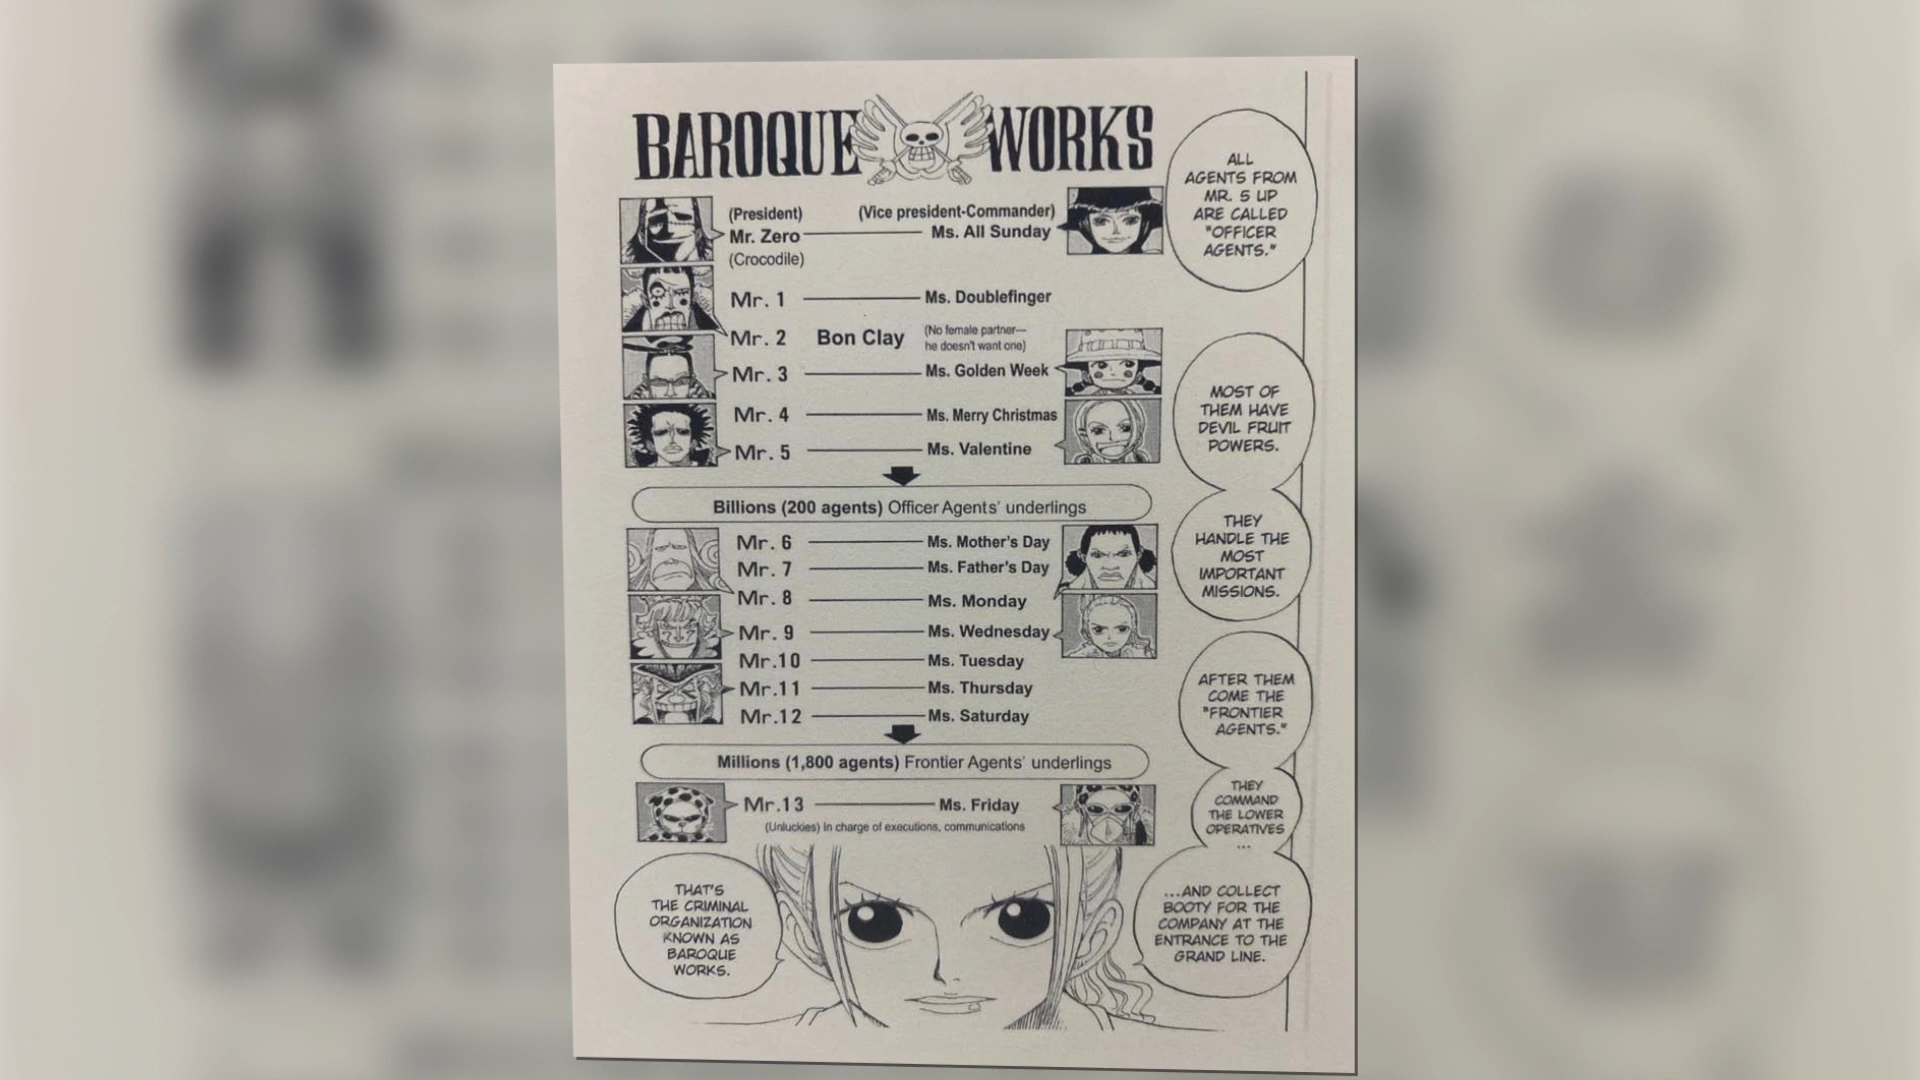 BAROQUE WORKS
ALL
AGENTS FROM
MR. 5 UP
ARE CALLED
"OFFICER
AGENTS."
(President)
(Vice president-Commander)
Mr. Zero
Ms. All Sunday
(Crocodile)
Mr. 1
Ms. Doublefinger
Mr. 2
Bon Clay
(No female partner—
he doesn't want one)
Mr. 3
Ms. Golden Week
Mr. 4
Ms. Merry Christmas
Mr. 5
Ms. Valentine
MOST OF
THEM HAVE
DEVIL FRUIT
POWERS.
Billions (200 agents) Officer Agents' underlings
THEY
HANDLE THE
MOST
IMPORTANT
MISSIONS.
Mr. 6
Ms. Mother's Day
Mr. 7
Ms. Father's Day
Mr. 8
Ms. Monday
Mr. 9
Ms. Wednesday
Mr.10
Ms. Tuesday
Mr.11
Ms. Thursday
Mr.12
Ms. Saturday
AFTER THEM
COME THE
"FRONTIER
AGENTS."
Millions (1,800 agents) Frontier Agents' underlings
Mr.13
Ms. Friday
(Unluckies) In charge of executions, communications
THEY
COMMAND
THE LOWER
OPERATIVES
...
...AND COLLECT
BOOTY FOR THE
COMPANY AT THE
ENTRANCE TO THE
GRAND LINE.
THAT'S
THE CRIMINAL
ORGANIZATION
KNOWN AS
BAROQUE
WORKS.